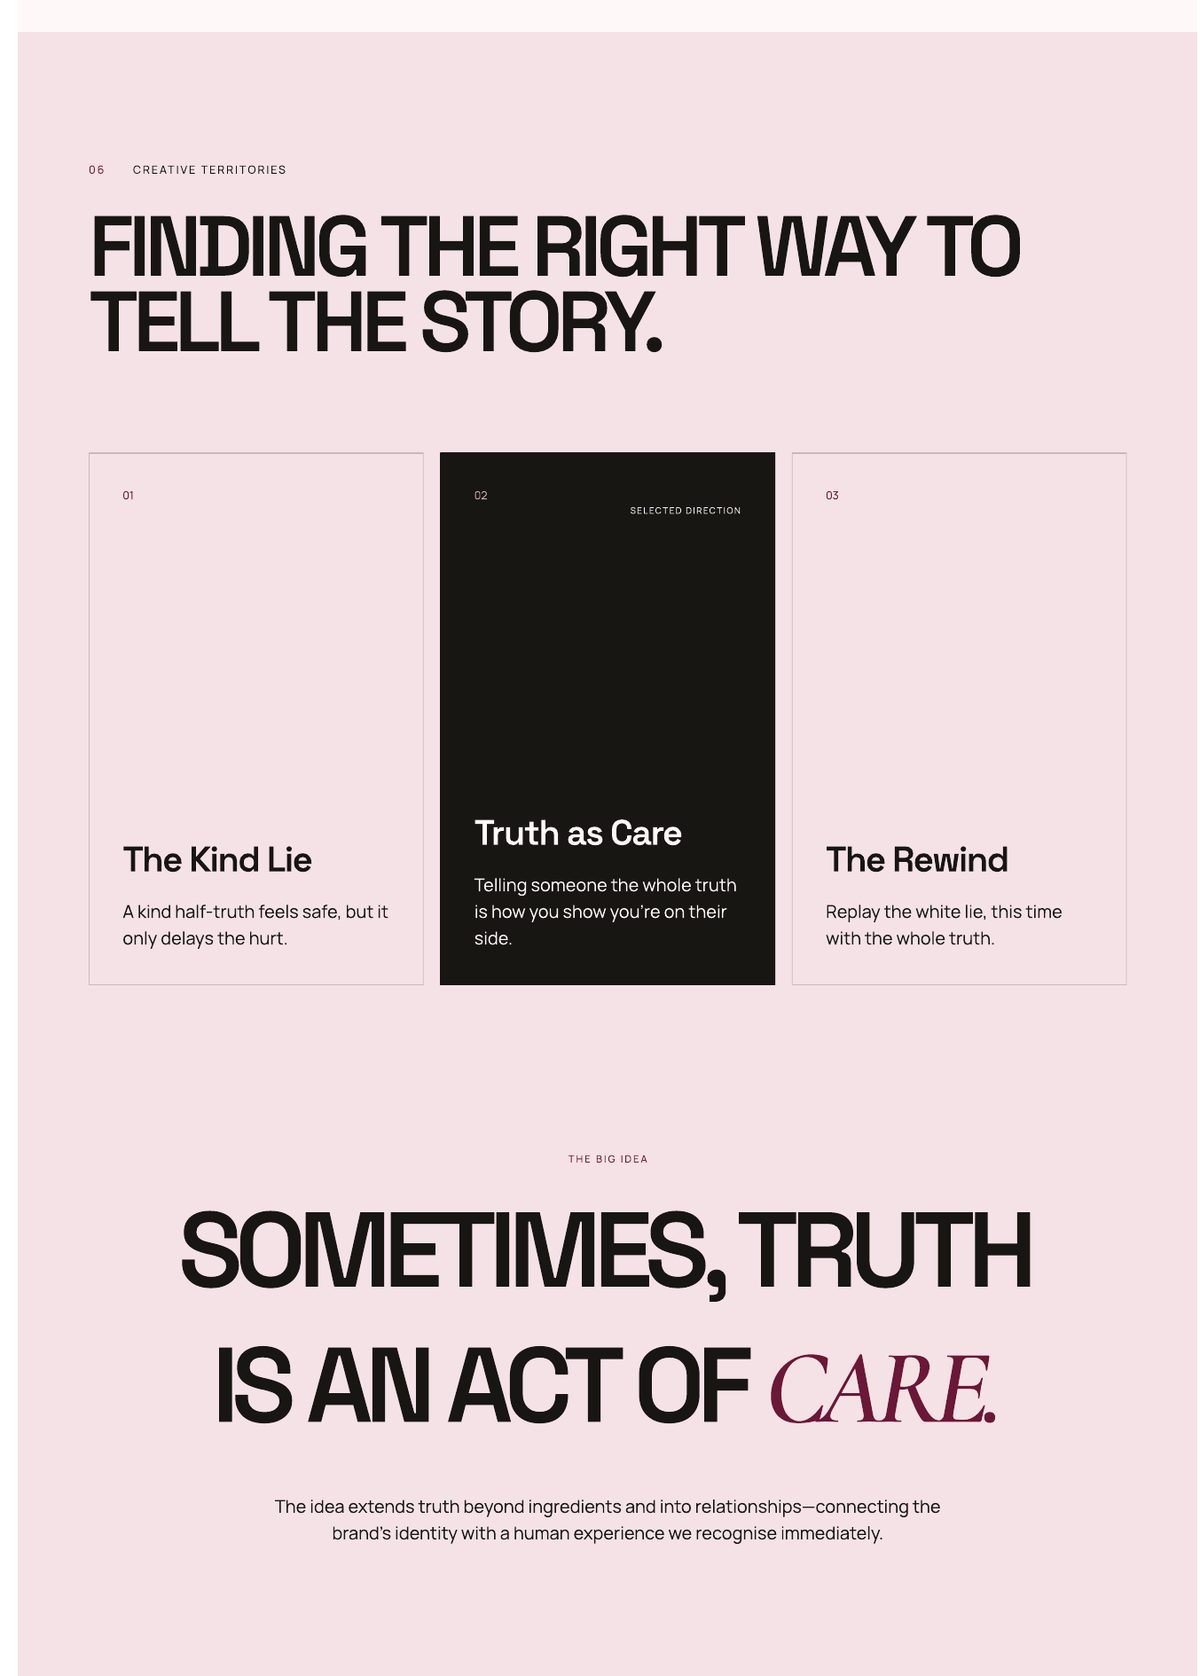 06 CREATIVE TERRITORIES
FINDING THE RIGHT WAY TO
TELL THE STORY.
01
The Kind Lie
A kind half-truth feels safe, but it
only delays the hurt.
02
SELECTED DIRECTION
Truth as Care
Telling someone the whole truth
is how you show you’re on their
side.
03
The Rewind
Replay the white lie, this time
with the whole truth.
THE BIG IDEA
SOMETIMES, TRUTH
IS AN ACT OF CARE.
The idea extends truth beyond ingredients and into relationships—connecting the
brand’s identity with a human experience we recognise immediately.